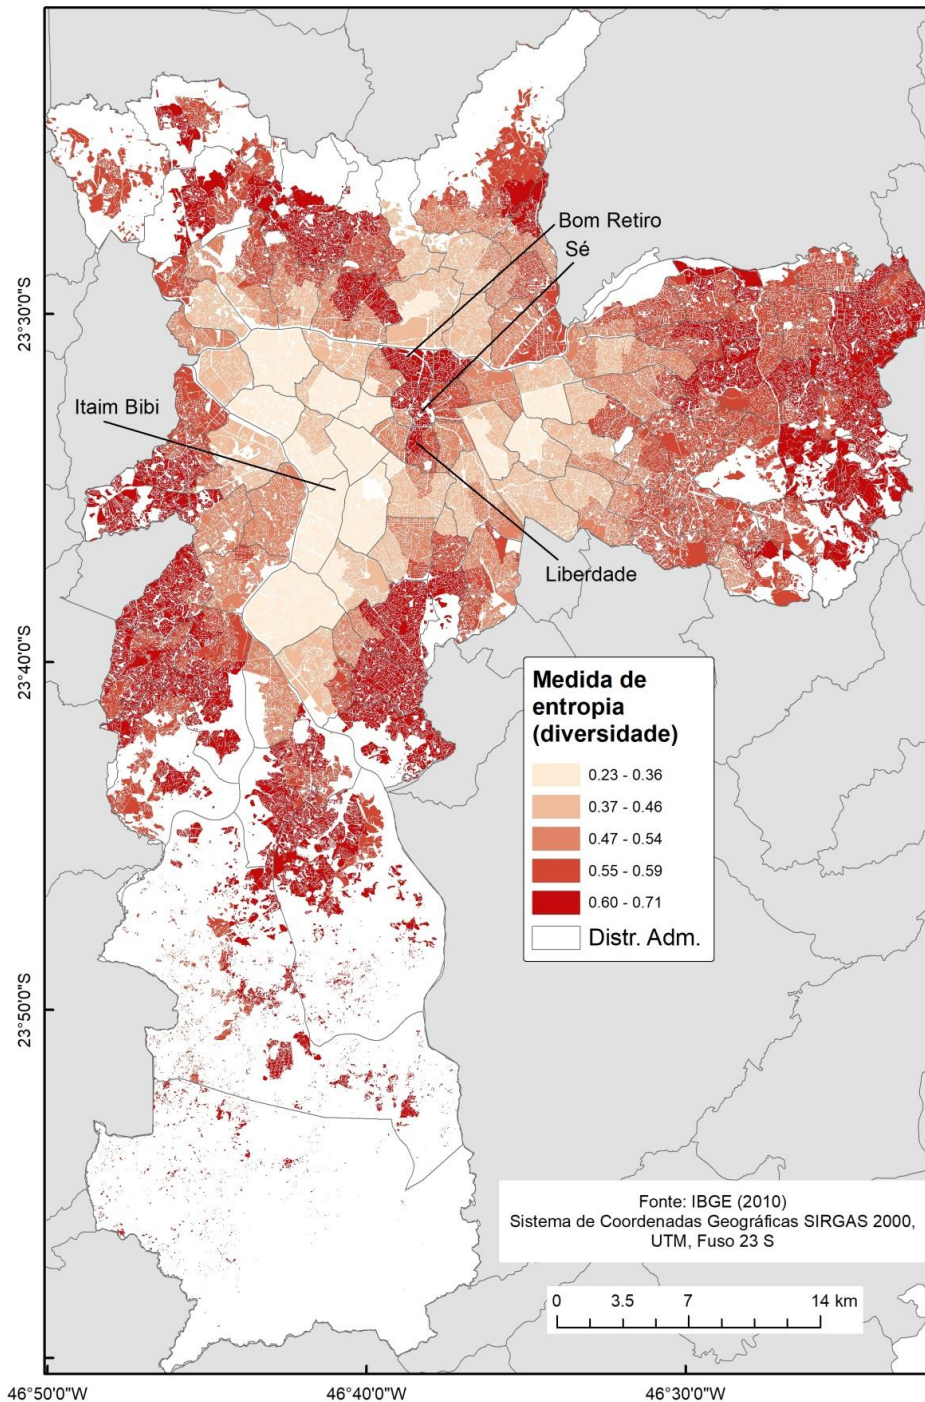 Bom Retiro
Sé
23°30'0"S
Itaim Bibi
Liberdade
23°40'0"S
Medida de
entropia
(diversidade)
0.23 - 0.36
0.37 - 0.46
0.47 - 0.54
0.55 - 0.59
0.60 - 0.71
Distr. Adm.
23°50'0"S
Fonte: IBGE (2010)
Sistema de Coordenadas Geográficas SIRGAS 2000,
UTM, Fuso 23 S
0 3.5 7 14 km
46°50'0"W 46°40'0"W 46°30'0"W